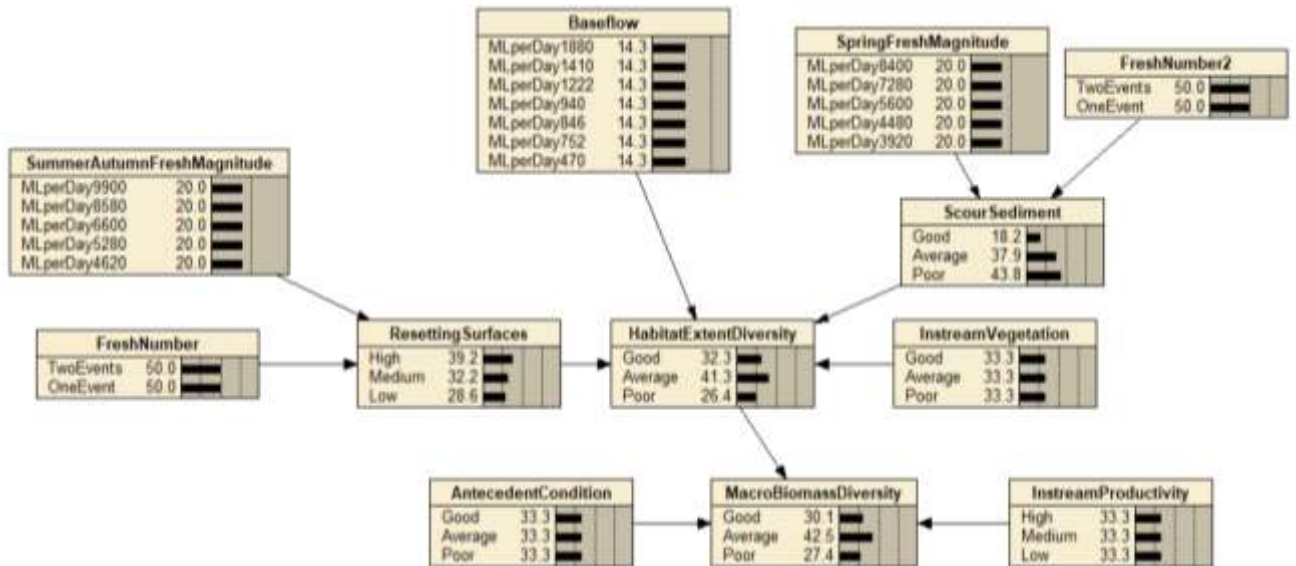 Baseflow
MLperDay1880 14.3
MLperDay1410 14.3
MLperDay1222 14.3
MLperDay940 14.3
MLperDay846 14.3
MLperDay752 14.3
MLperDay470 14.3
SpringFreshMagnitude
MLperDay8400 20.0
MLperDay7280 20.0
MLperDay5600 20.0
MLperDay4480 20.0
MLperDay3920 20.0
FreshNumber2
TwoEvents 50.0
OneEvent 50.0
SummerAutumnFreshMagnitude
MLperDay9900 20.0
MLperDay8580 20.0
MLperDay6600 20.0
MLperDay5280 20.0
MLperDay4620 20.0
ScourSediment
Good 18.2
Average 37.9
Poor 43.8
FreshNumber
TwoEvents 50.0
OneEvent 50.0
ResettingSurfaces
High 39.2
Medium 32.2
Low 28.6
HabitatExtentDiversity
Good 32.3
Average 41.3
Poor 26.4
InstreamVegetation
Good 33.3
Average 33.3
Poor 33.3
AntecedentCondition
Good 33.3
Average 33.3
Poor 33.3
MacroBiomassDiversity
Good 30.1
Average 42.5
Poor 27.4
InstreamProductivity
High 33.3
Medium 33.3
Low 33.3